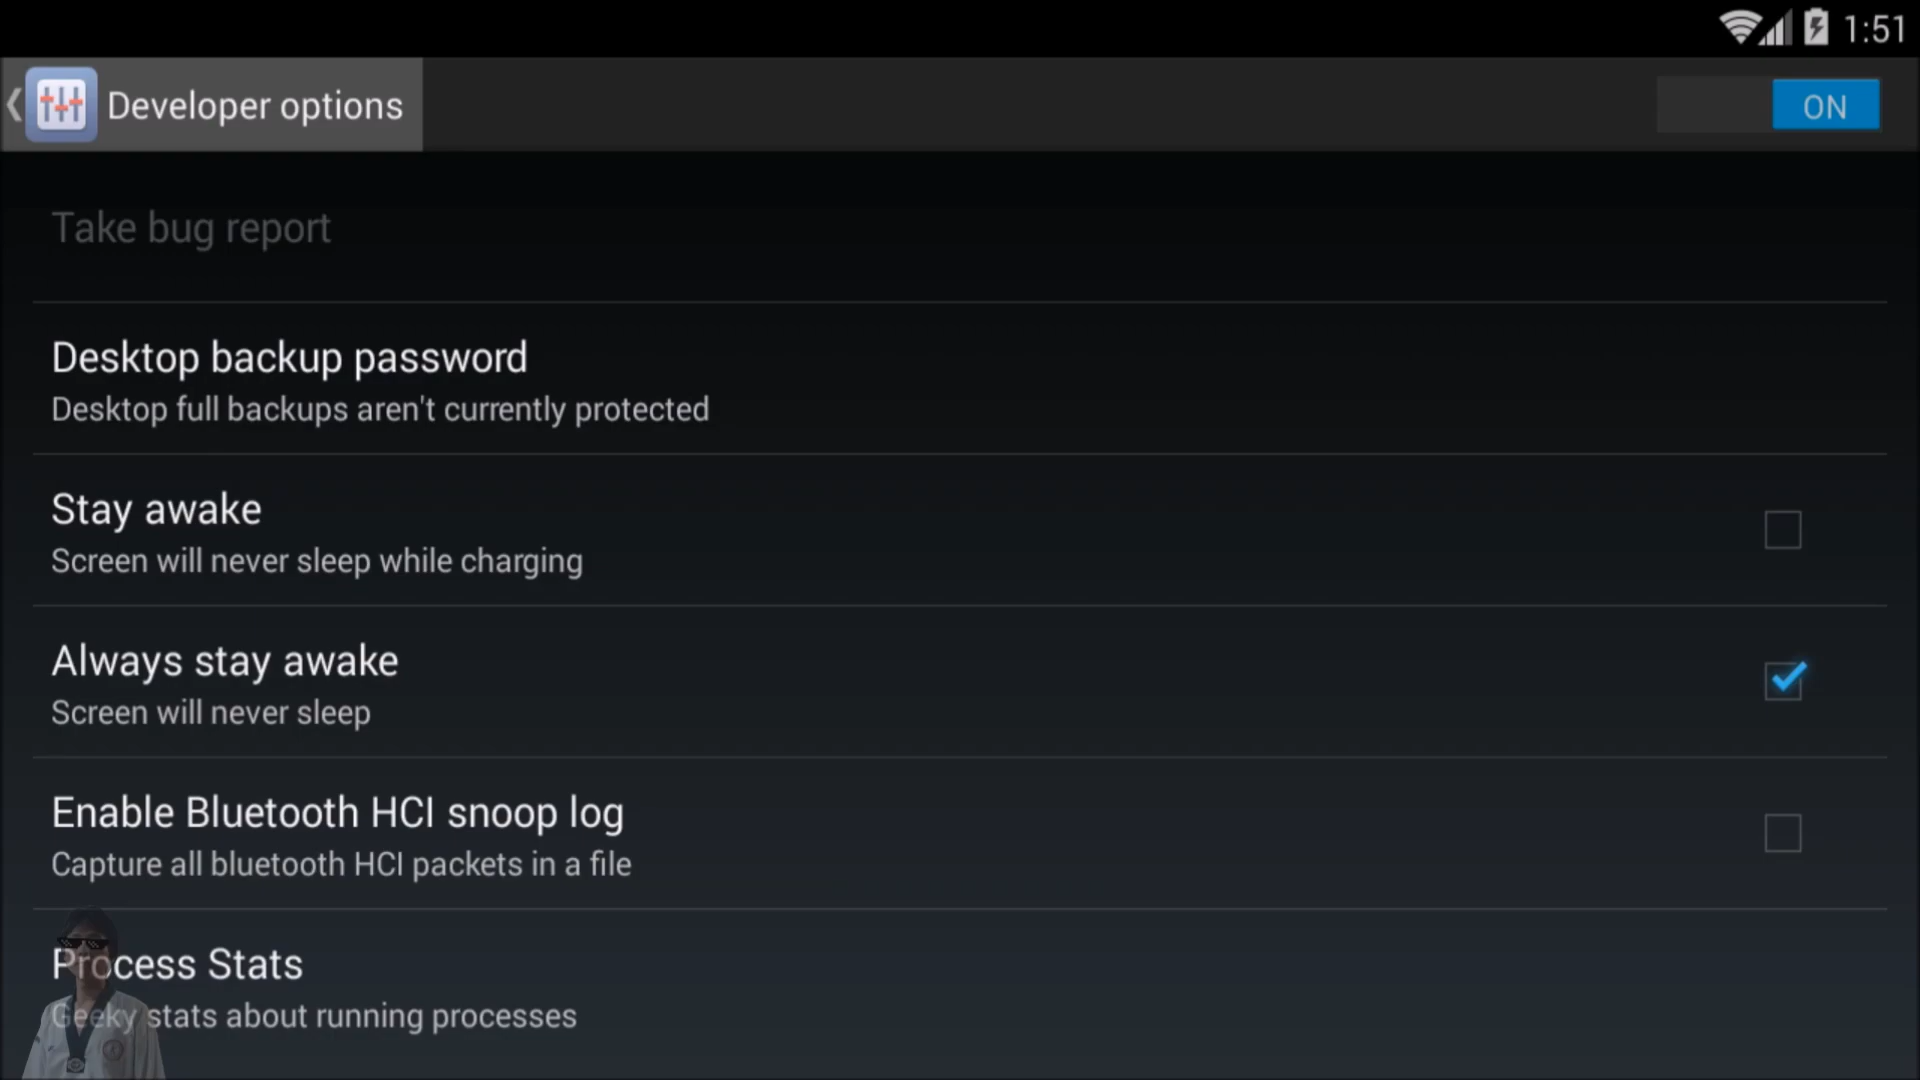 1:51
Developer options
ON
Take bug report
Desktop backup password
Desktop full backups aren't currently protected
Stay awake
Screen will never sleep while charging
Always stay awake
Screen will never sleep
Enable Bluetooth HCI snoop log
Capture all bluetooth HCI packets in a file
Process Stats
Geeky stats about running processes